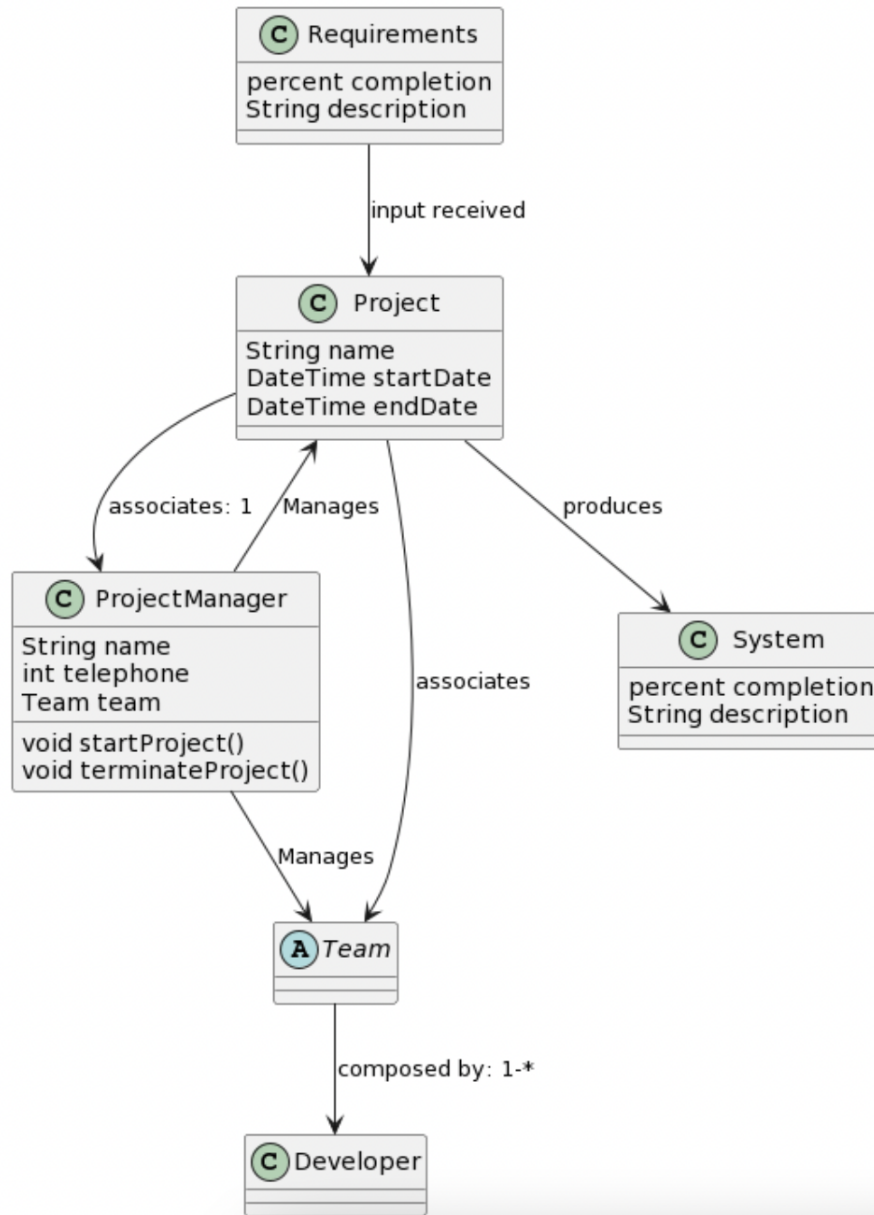 C Requirements
percent completion
String description
input received
C Project
String name
DateTime startDate
DateTime endDate
associates: 1
Manages
produces
C ProjectManager
String name
int telephone
Team team
void startProject()
void terminateProject()
C System
percent completion
String description
associates
Manages
A Team
composed by: 1-*
C Developer